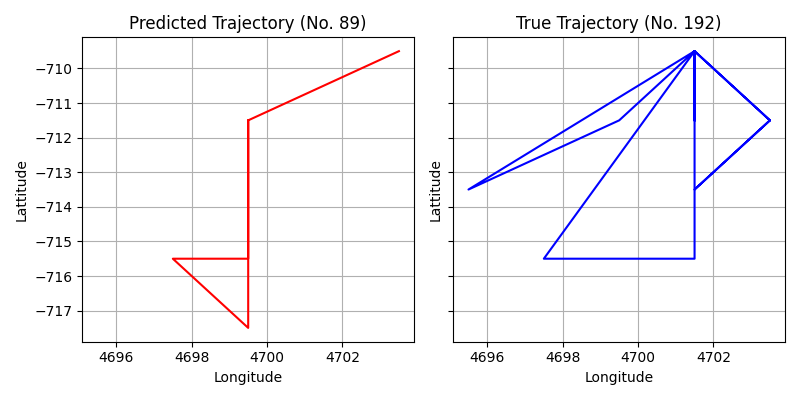 Predicted Trajectory (No. 89)
True Trajectory (No. 192)
Lattitude
−710
−711
−712
−713
−714
−715
−716
−717
4696
4698
4700
4702
Longitude
Lattitude
4696
4698
4700
4702
Longitude